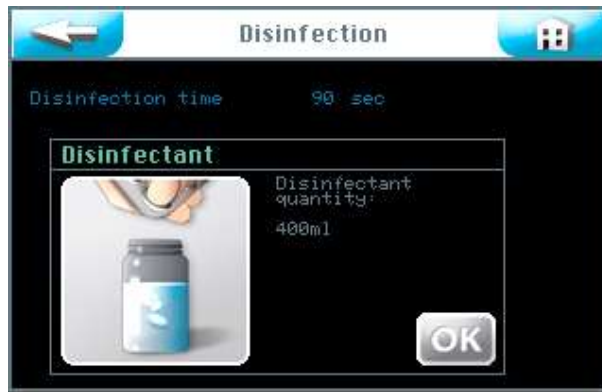 Disinfection
Disinfection time 90 sec
Disinfectant
Disinfectant
quantity:
400ml
OK